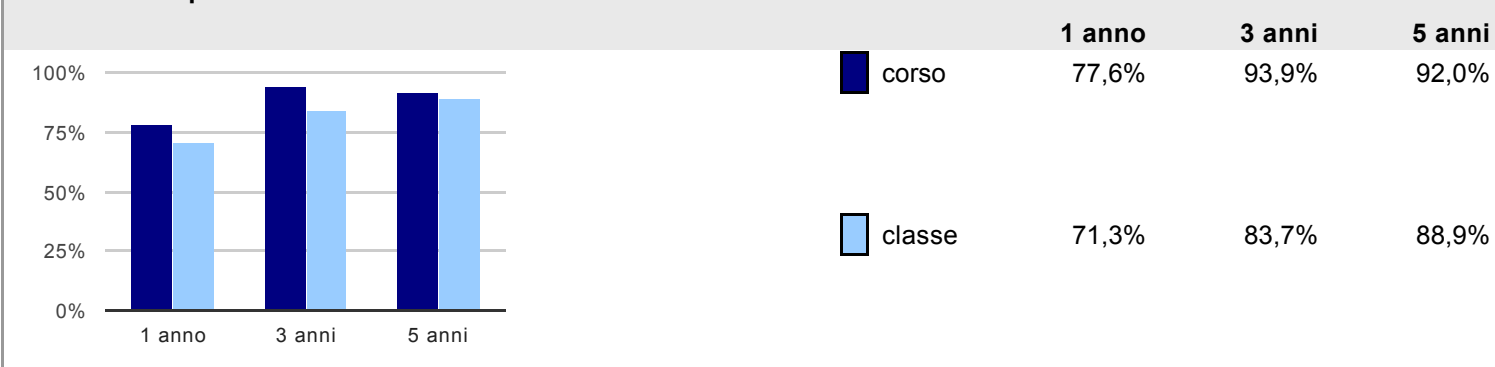 1 anno 3 anni 5 anni
100%
75%
50%
25%
0%
1 anno 3 anni 5 anni
corso 77,6% 93,9% 92,0%
classe 71,3% 83,7% 88,9%